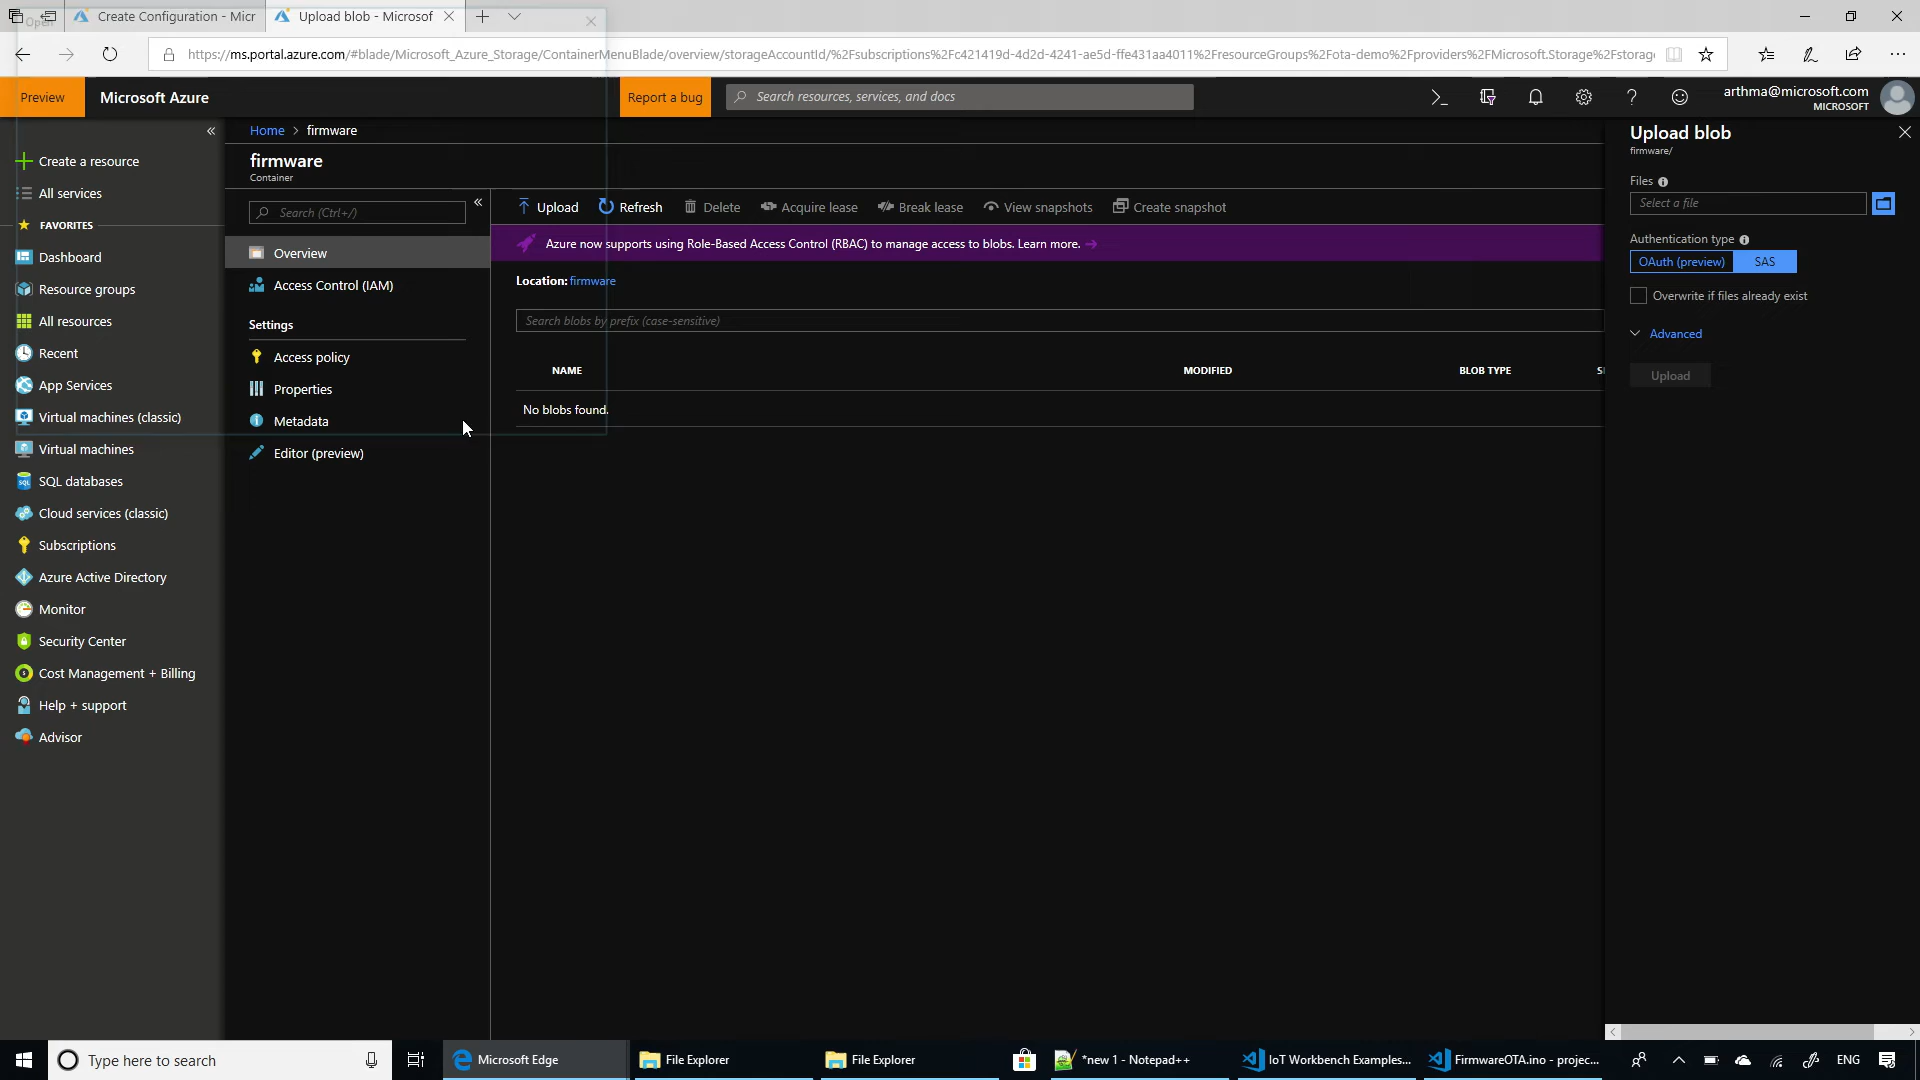 Open
Create Configuration - Micr
Upload blob - Microsof
https://ms.portal.azure.com/#blade/Microsoft_Azure_Storage/ContainerMenuBlade/overview/storageAccountId/%2Fsubscriptions%2Fc421419d-4d2d-4241-ae5d-ffe431aa4011%2FresourceGroups%2Fota-demo%2Fproviders%2FMicrosoft.Storage%2Fstorag
Preview
Microsoft Azure
Report a bug
Search resources, services, and docs
arthma@microsoft.com
MICROSOFT
Create a resource
All services
FAVORITES
Dashboard
Resource groups
All resources
Recent
App Services
Virtual machines (classic)
Virtual machines
SQL databases
Cloud services (classic)
Subscriptions
Azure Active Directory
Monitor
Security Center
Cost Management + Billing
Help + support
Advisor
Home > firmware
firmware
Container
Search (Ctrl+/)
Overview
Access Control (IAM)
Settings
Access policy
Properties
Metadata
Editor (preview)
Upload
Refresh
Delete
Acquire lease
Break lease
View snapshots
Create snapshot
Azure now supports using Role-Based Access Control (RBAC) to manage access to blobs. Learn more.
Location: firmware
Search blobs by prefix (case-sensitive)
NAME
MODIFIED
BLOB TYPE
No blobs found.
Upload blob
firmware/
Files
Select a file
Authentication type
OAuth (preview)
SAS
Overwrite if files already exist
Advanced
Upload
Type here to search
Microsoft Edge
File Explorer
File Explorer
*new 1 - Notepad++
IoT Workbench Examples...
FirmwareOTA.ino - projec...
ENG